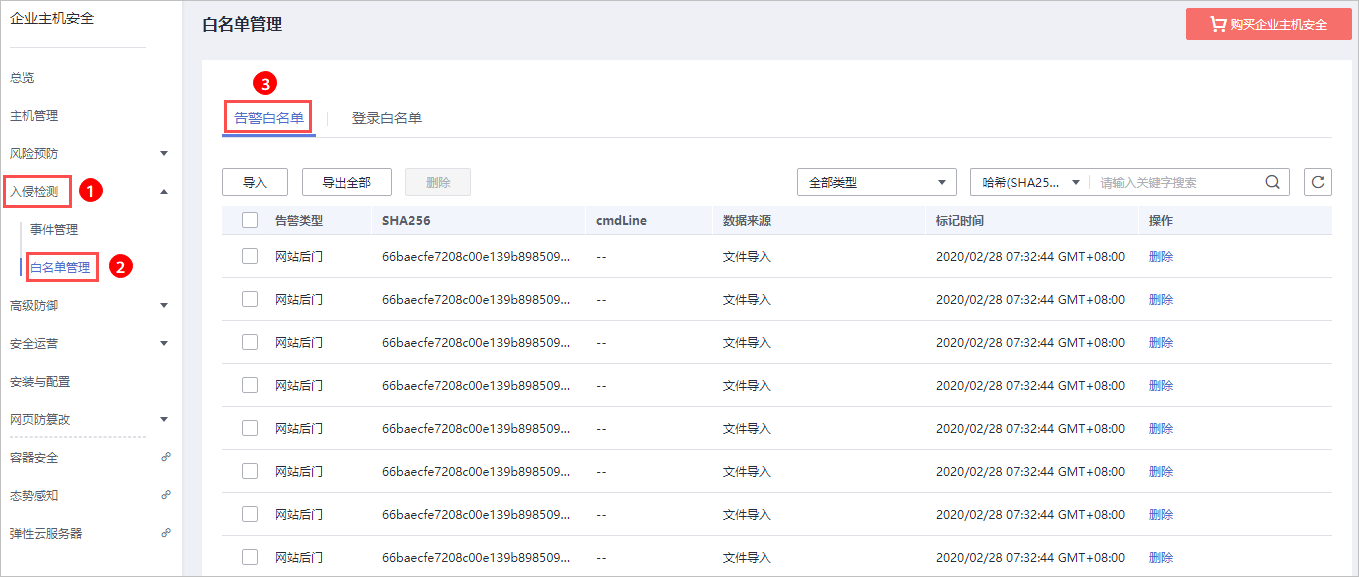 企业主机安全
总览
主机管理
风险预防
入侵检测
1
事件管理
白名单管理
2
高级防御
安全运营
安装与配置
网页防篡改
容器安全
态势感知
弹性云服务器
白名单管理
购买企业主机安全
3
告警白名单 登录白名单
导入 导出全部 删除 全部类型 哈希(SHA25... 请输入关键字搜索
告警类型 SHA256 cmdLine 数据来源 标记时间 操作
网站后门 66baecfe7208c00e139b898509... -- 文件导入 2020/02/28 07:32:44 GMT+08:00 删除
网站后门 66baecfe7208c00e139b898509... -- 文件导入 2020/02/28 07:32:44 GMT+08:00 删除
网站后门 66baecfe7208c00e139b898509... -- 文件导入 2020/02/28 07:32:44 GMT+08:00 删除
网站后门 66baecfe7208c00e139b898509... -- 文件导入 2020/02/28 07:32:44 GMT+08:00 删除
网站后门 66baecfe7208c00e139b898509... -- 文件导入 2020/02/28 07:32:44 GMT+08:00 删除
网站后门 66baecfe7208c00e139b898509... -- 文件导入 2020/02/28 07:32:44 GMT+08:00 删除
网站后门 66baecfe7208c00e139b898509... -- 文件导入 2020/02/28 07:32:44 GMT+08:00 删除
网站后门 66baecfe7208c00e139b898509... -- 文件导入 2020/02/28 07:32:44 GMT+08:00 删除